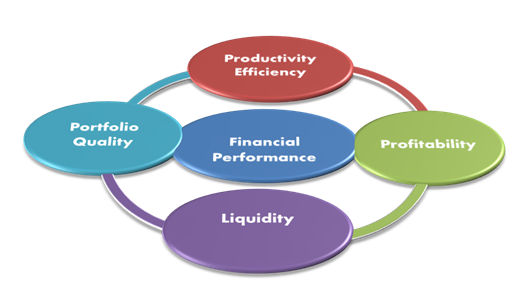 Productivity
Efficiency
Portfolio
Quality
Financial
Performance
Profitability
Liquidity